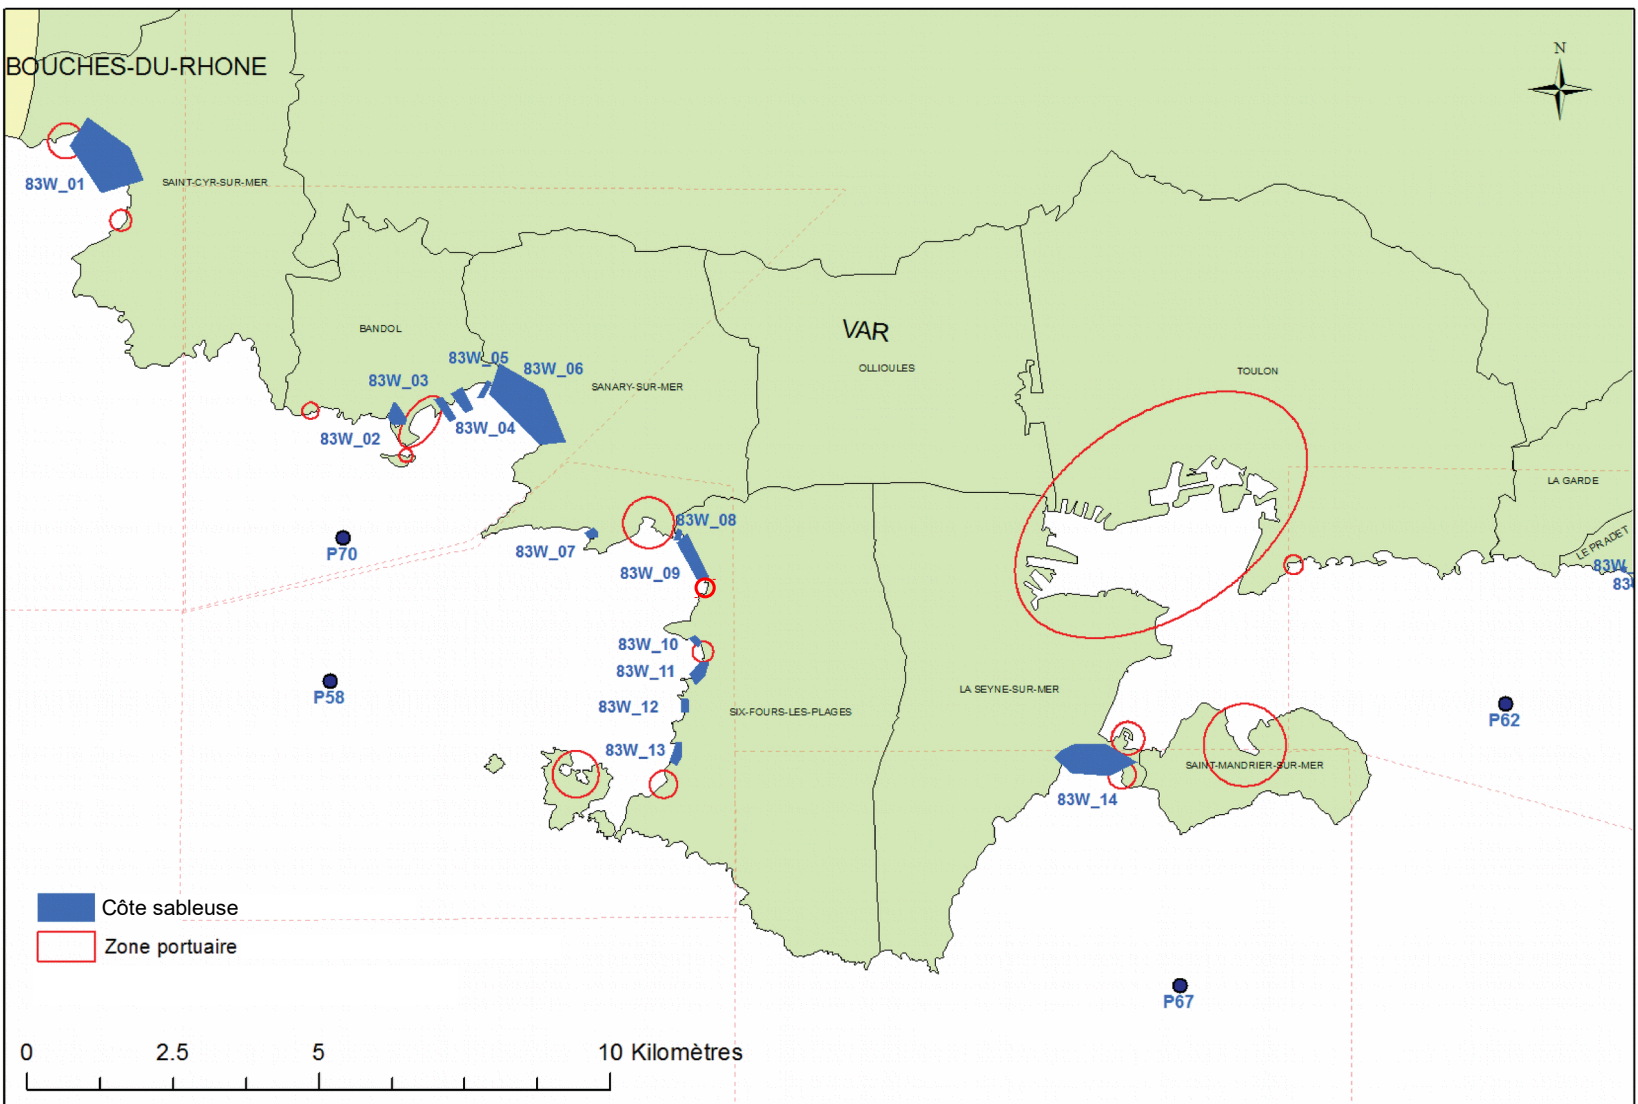 N
BOUCHES-DU-RHONE
83W_01
SAINT-CYR-SUR-MER
BANDOL
VAR
OLLIOULES
83W_05
83W_06
83W_03
SANARY-SUR-MER
TOULON
83W_04
83W_02
LA GARDE
83W_08
83W_07
P70
LE PRADET
83W_09
83W_
83
83W_10
83W_11
P58
LA SEYNE-SUR-MER
83W_12
SIX-FOURS-LES-PLAGES
P62
83W_13
SAINT-MANDRIER-SUR-MER
83W_14
Côte sableuse
Zone portuaire
P67
0 2.5 5 10 Kilomètres